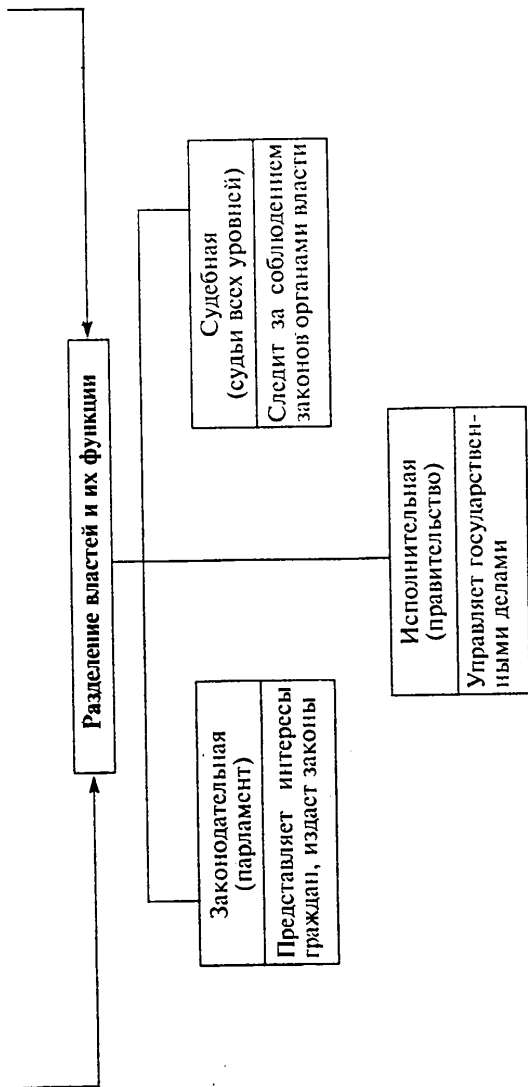 Разделение властей и их функции
Законодательная
(парламент)
Представляет интересы
граждан, издает законы
Исполнительная
(правительство)
Управляет государствен-
ными делами
Судебная
(судьи всех уровней)
Следит за соблюдением
законов органами власти